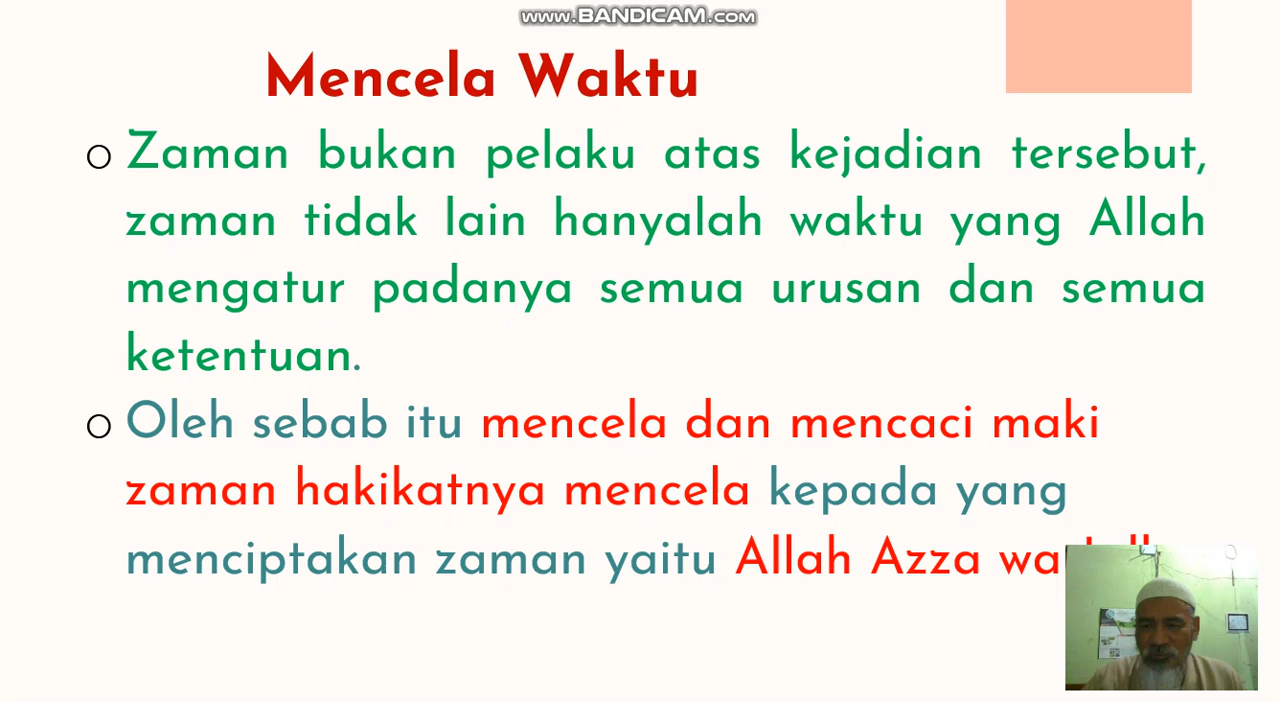 www.BANDICAM.com
Mencela Waktu
Zaman bukan pelaku atas kejadian tersebut,
zaman tidak lain hanyalah waktu yang Allah
mengatur padanya semua urusan dan semua
ketentuan.
Oleh sebab itu mencela dan mencaci maki
zaman hakikatnya mencela kepada yang
menciptakan zaman yaitu Allah Azza wa